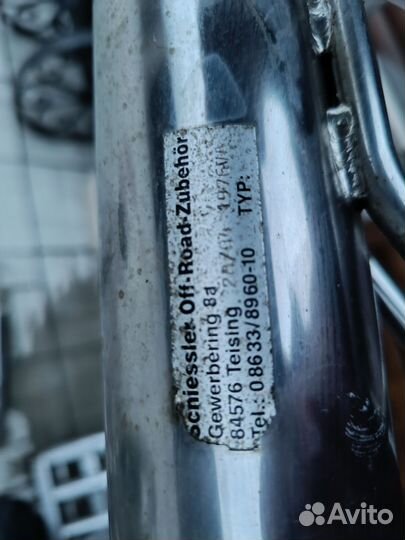 Schiessler Off-Road-Zubehör
Gewerbering 8a
84576 Teising
Tel.: 08633/8960-10
TYP:
Avito